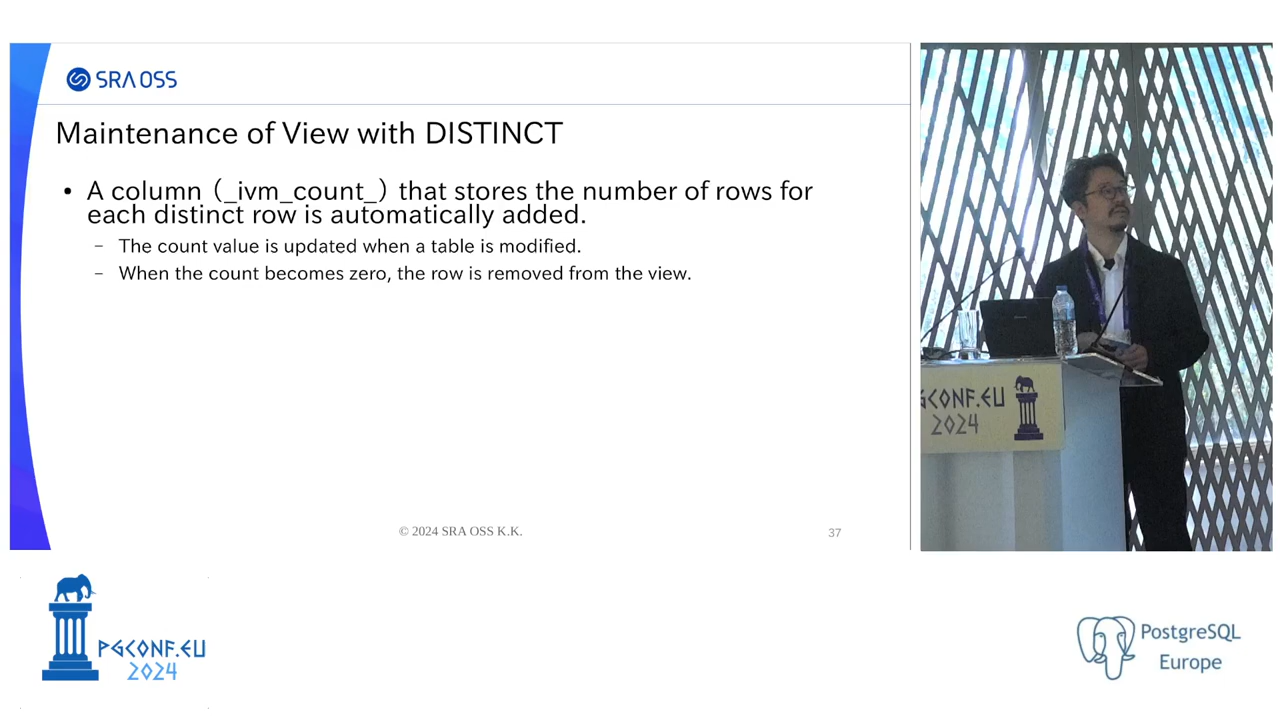 SRA OSS
Maintenance of View with DISTINCT
• A column (_ivm_count_) that stores the number of rows for
each distinct row is automatically added.
– The count value is updated when a table is modified.
– When the count becomes zero, the row is removed from the view.
© 2024 SRA OSS K.K.
37
PGCONF.EU
2024
PGCONF.EU
2024
PostgreSQL
Europe